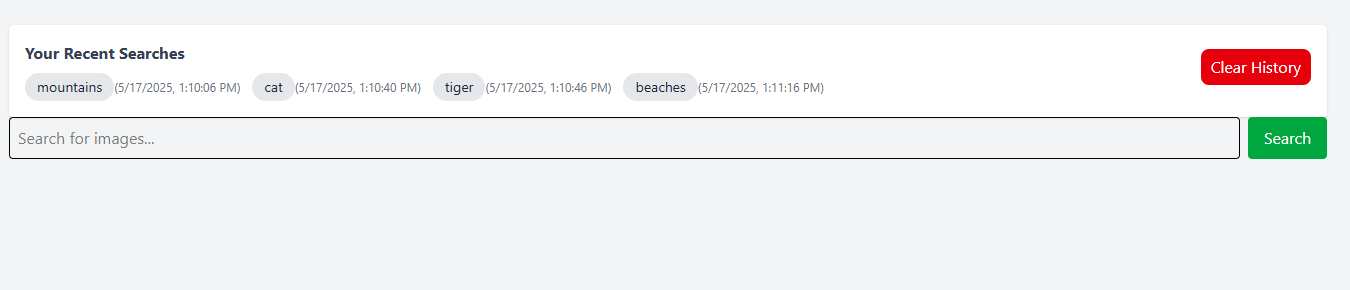 Your Recent Searches
Clear History
mountains (5/17/2025, 1:10:06 PM) cat (5/17/2025, 1:10:40 PM) tiger (5/17/2025, 1:10:46 PM) beaches (5/17/2025, 1:11:16 PM)
Search for images... Search